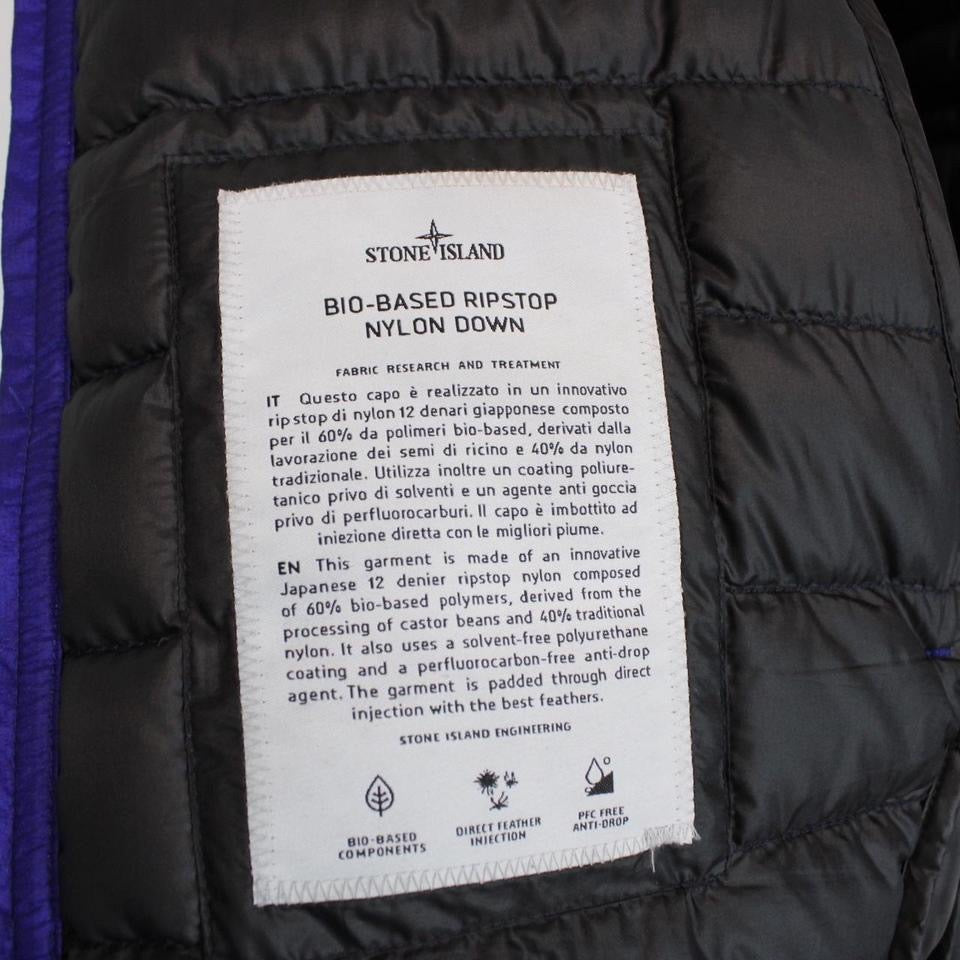 STONE ISLAND
BIO-BASED RIPSTOP
NYLON DOWN
FABRIC RESEARCH AND TREATMENT
IT Questo capo è realizzato in un innovativo
ripstop di nylon 12 denari giapponese composto
per il 60% da polimeri bio-based, derivati dalla
lavorazione dei semi di ricino e 40% da nylon
tradizionale. Utilizza inoltre un coating poliure-
tanico privo di solventi e un agente anti goccia
privo di perfluorocarburi. Il capo è imbottito ad
iniezione diretta con le migliori piume.
EN This garment is made of an innovative
Japanese 12 denier ripstop nylon composed
of 60% bio-based polymers, derived from the
processing of castor beans and 40% traditional
nylon. It also uses a solvent-free polyurethane
coating and a perfluorocarbon-free anti-drop
agent. The garment is padded through direct
injection with the best feathers.
STONE ISLAND ENGINEERING
BIO-BASED
COMPONENTS
DIRECT FEATHER
INJECTION
PFC FREE
ANTI-DROP